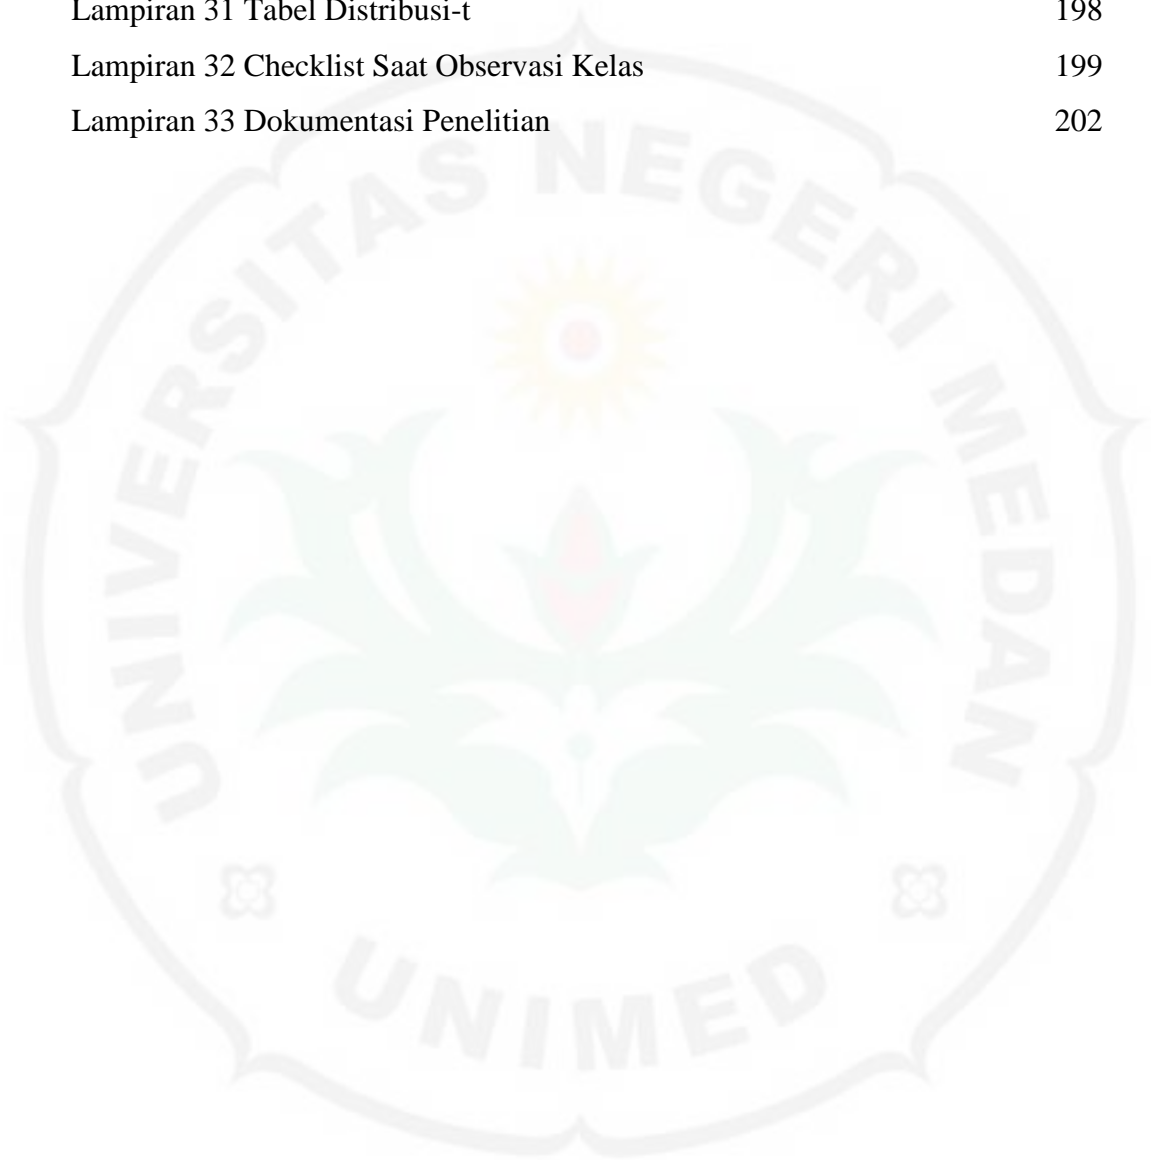 Lampiran 31 Tabel Distribusi-t 198
Lampiran 32 Checklist Saat Observasi Kelas 199
Lampiran 33 Dokumentasi Penelitian 202
UNIVERSITAS NEGERI MEDAN
UNIMED